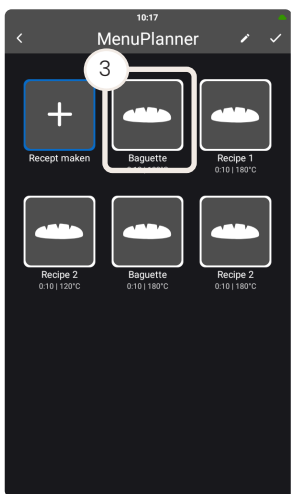 10:17
MenuPlanner
3
Recept maken
Baguette
Recipe 1
0:10 | 180°C
Recipe 2
0:10 | 120°C
Baguette
0:10 | 180°C
Recipe 2
0:10 | 180°C